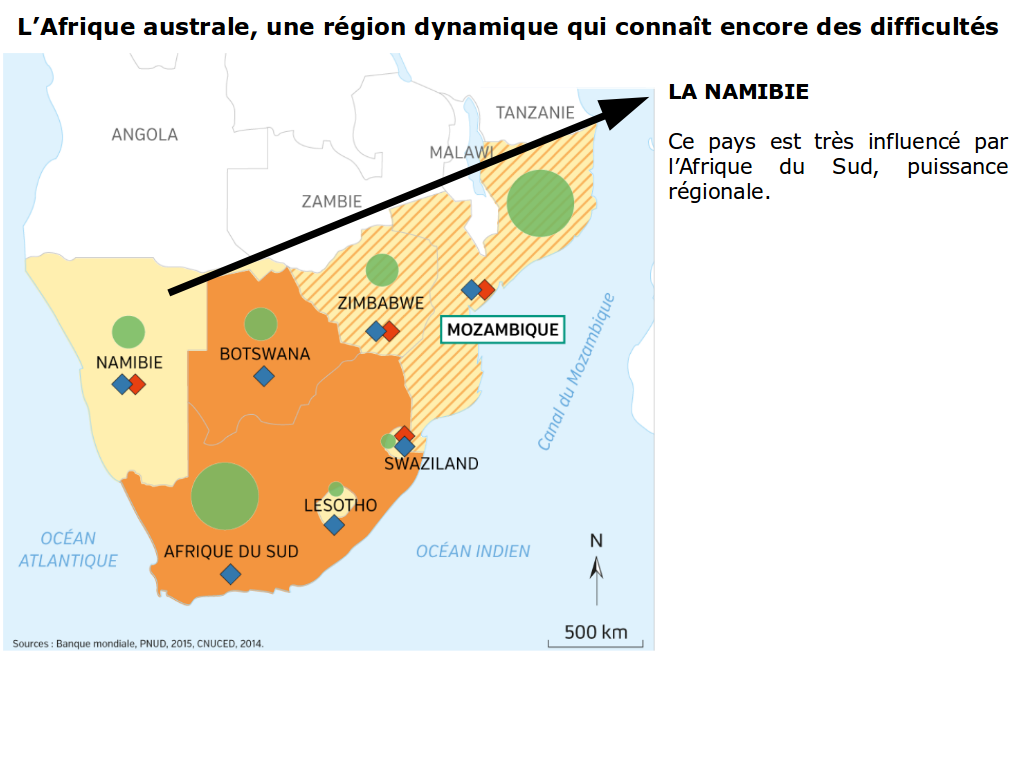 L’Afrique australe, une région dynamique qui connaît encore des difficultés
LA NAMIBIE
Ce pays est très influencé par
l’Afrique du Sud, puissance
régionale.
TANZANIE
ANGOLA
MALAWI
ZAMBIE
ZIMBABWE
MOZAMBIQUE
BOTSWANA
NAMIBIE
Canal du Mozambique
SWAZILAND
LESOTHO
OCÉAN
ATLANTIQUE
AFRIQUE DU SUD
OCÉAN INDIEN
N
500 km
Sources : Banque mondiale, PNUD, 2015, CNUCED, 2014.